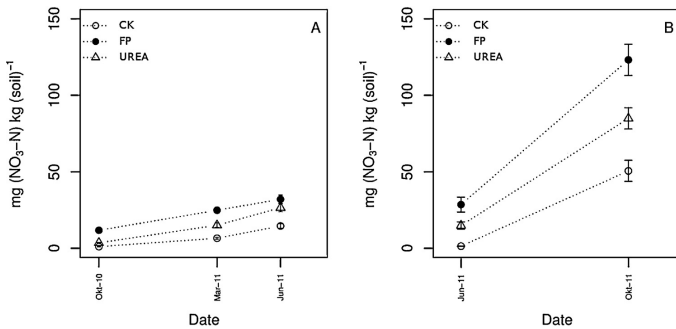 A
CK
FP
UREA
150
100
50
0
mg (NO₃−N) kg (soil)⁻¹
Okt−10
Mar−11
Jun−11
Date
B
CK
FP
UREA
150
100
50
0
mg (NO₃−N) kg (soil)⁻¹
Jun−11
Okt−11
Date